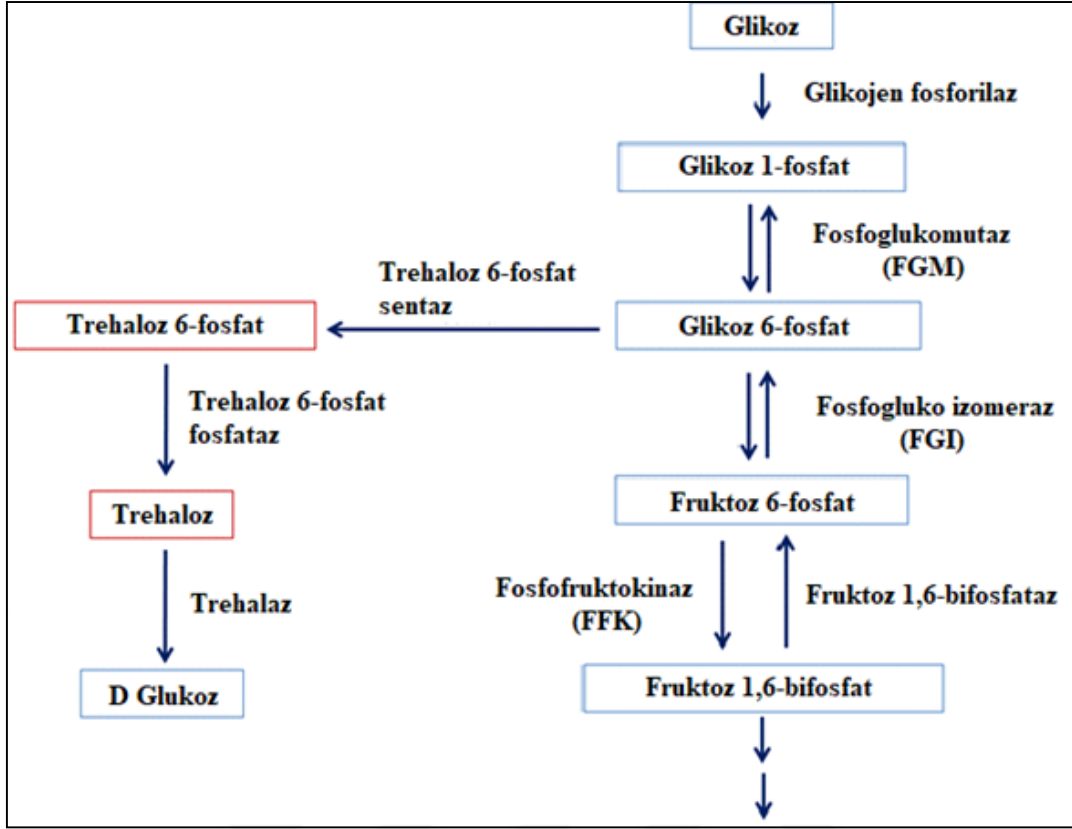 Glikoz
Glikojen fosforilaz
Glikoz 1-fosfat
Fosfoglukomutaz
(FGM)
Trehaloz 6-fosfat
sentaz
Trehaloz 6-fosfat
Glikoz 6-fosfat
Trehaloz 6-fosfat
fosfataz
Fosfogluko izomeraz
(FGI)
Trehaloz
Fruktoz 6-fosfat
Trehalaz
Fosfofruktokinaz
(FFK)
Fruktoz 1,6-bifosfataz
D Glukoz
Fruktoz 1,6-bifosfat